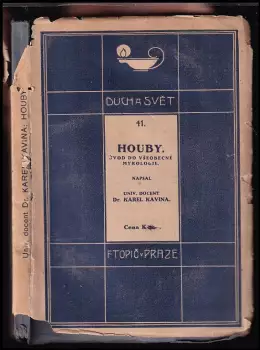 Univ. docent Dr. KAREL KAVINA: HOUBY
DUCH A SVĚT
41.
HOUBY.
ÚVOD DO VŠEOBECNÉ
MYKOLOGIE.
NAPSAL
UNIV. DOCENT
Dr. KAREL KAVINA.
Cena K
F. TOPIČ V PRAZE